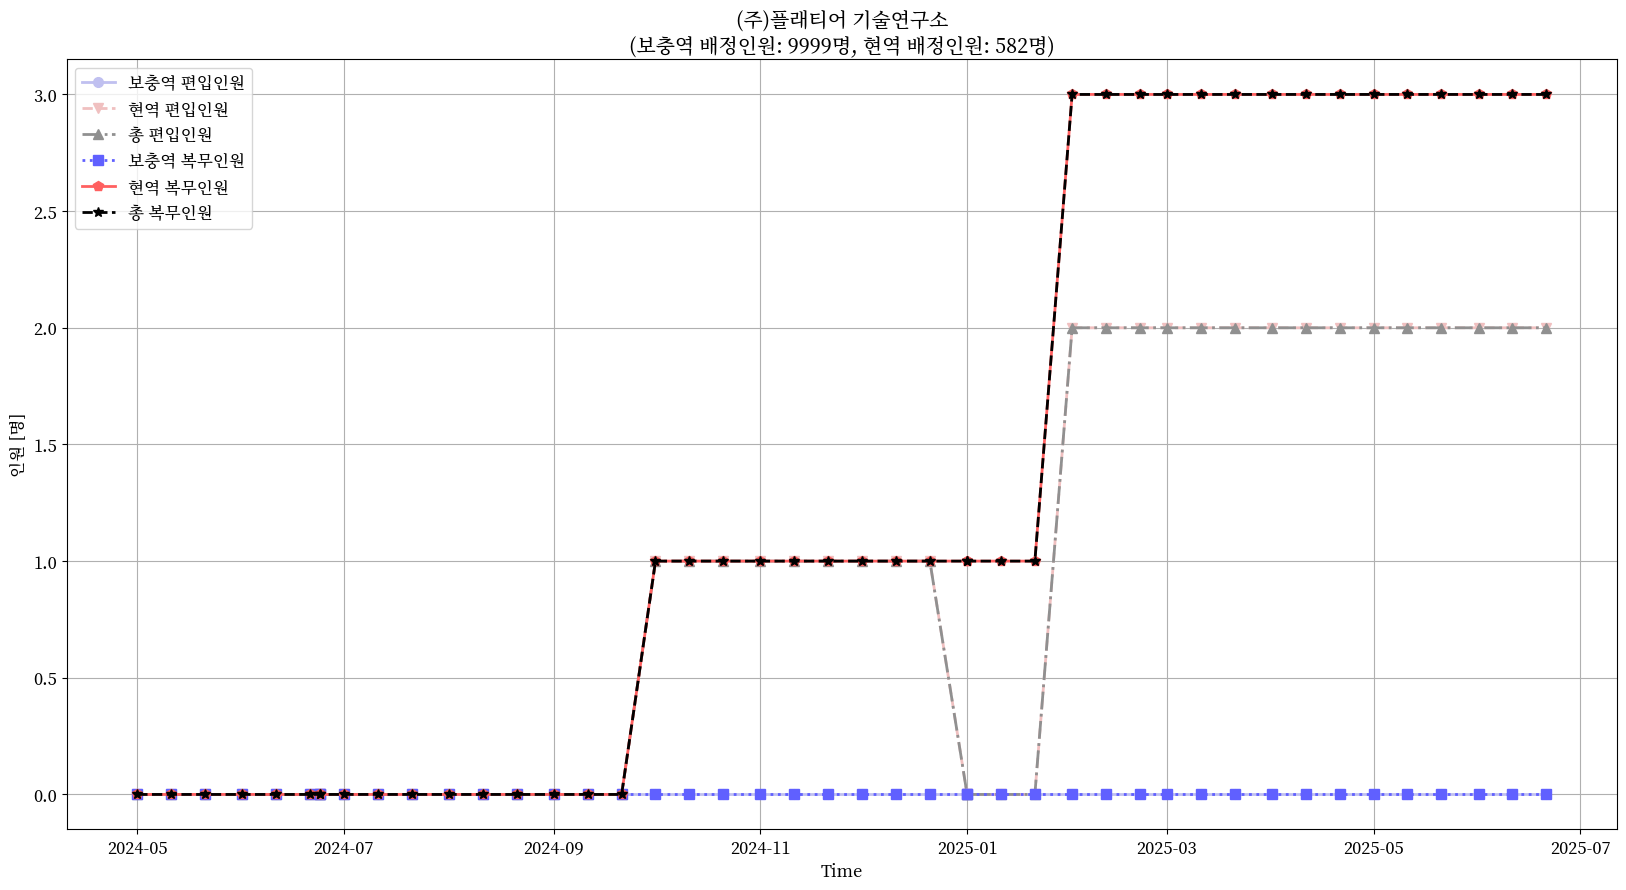 (주)플래티어 기술연구소
(보충역 배정인원: 9999명, 현역 배정인원: 582명)
보충역 편입인원
현역 편입인원
총 편입인원
보충역 복무인원
현역 복무인원
총 복무인원
3.0
2.5
2.0
1.5
1.0
0.5
0.0
인원 [명]
2024-05
2024-07
2024-09
2024-11
2025-01
2025-03
2025-05
2025-07
Time